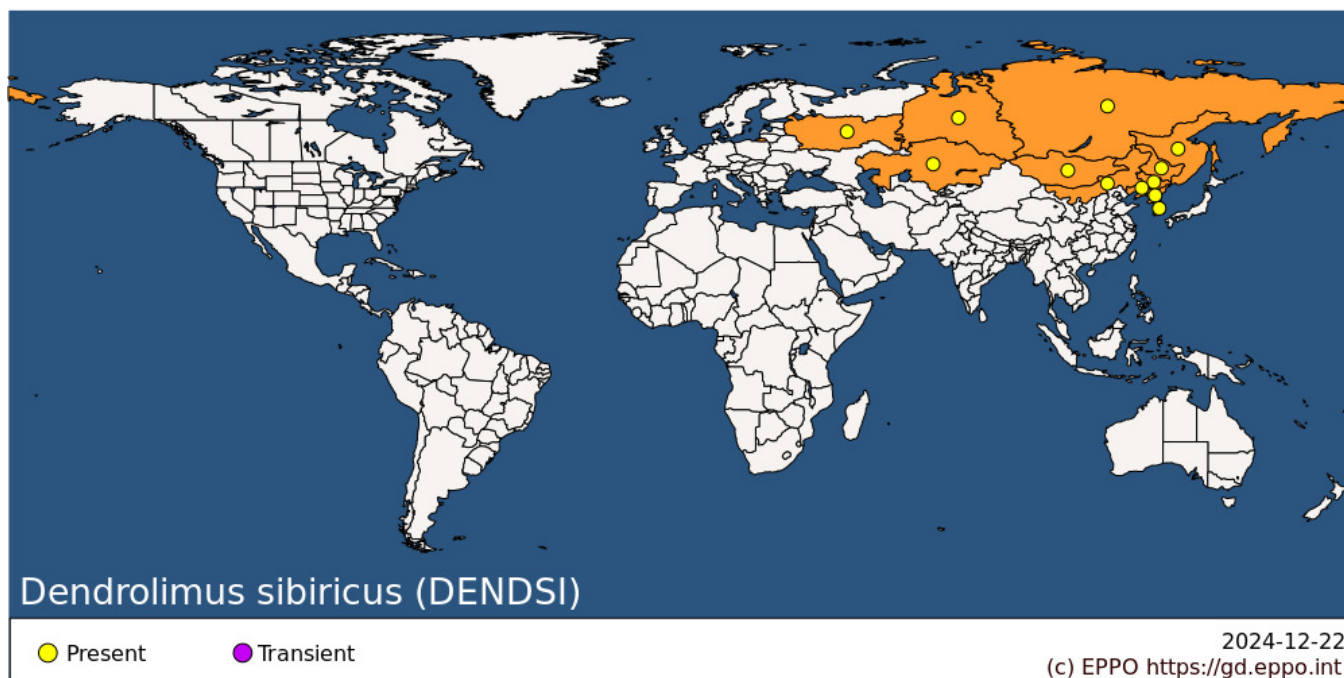 Dendrolimus sibiricus (DENDSI)
Present
Transient
2024-12-22
(c) EPPO https://gd.eppo.int